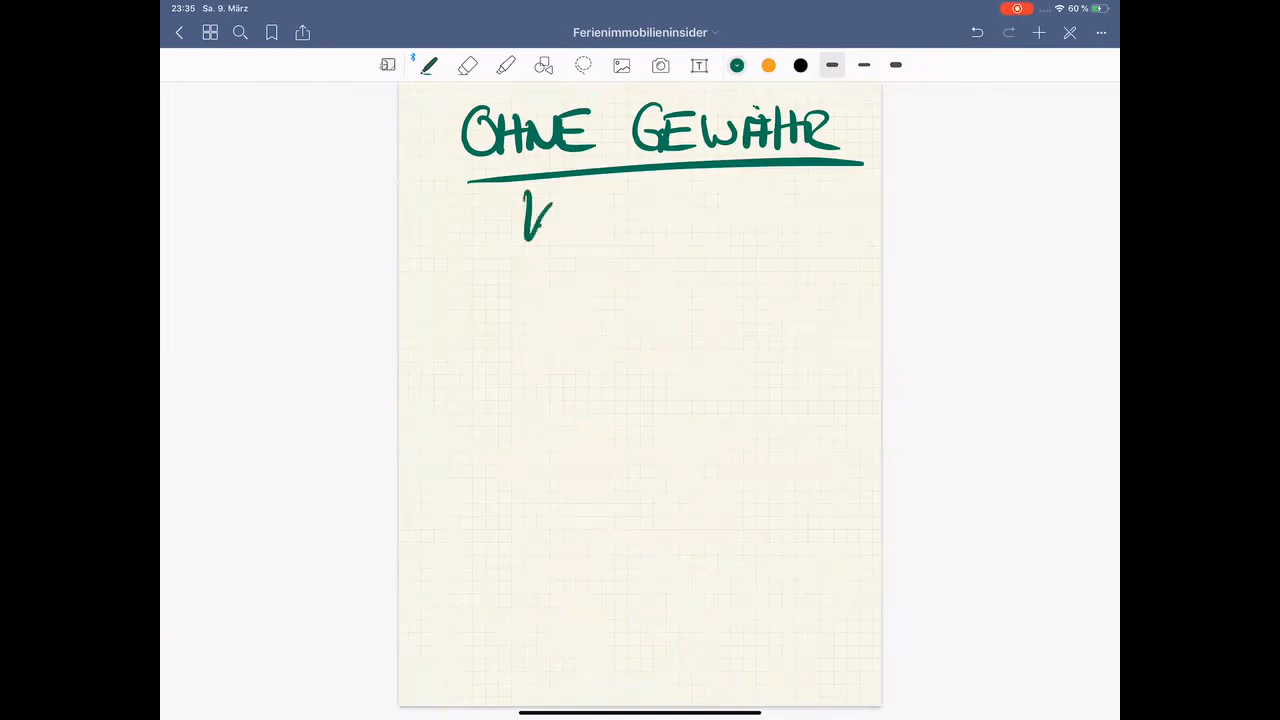 23:35 Sa. 9. März
60 %
Ferienimmobilieninsider
T
OHNE GEWÄHR